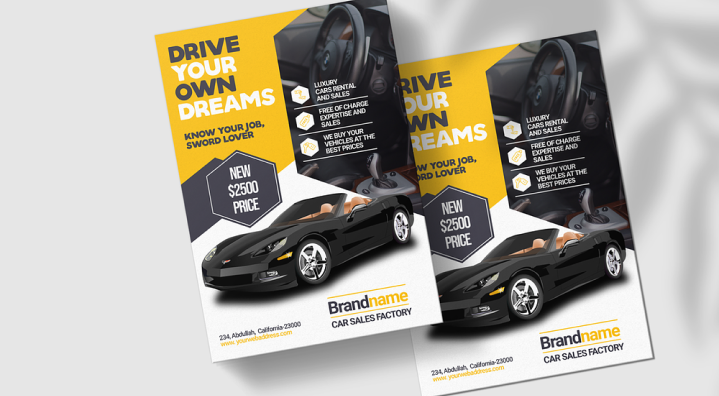 DRIVE
YOUR
OWN
DREAMS
KNOW YOUR JOB,
SWORD LOVER
LUXURY
CARS RENTAL
AND SALES
FREE OF CHARGE
EXPERTISE AND
SALES
WE BUY YOUR
VEHICLES AT THE
BEST PRICES
NEW
$2500
PRICE
Brandname
CAR SALES FACTORY
234, Abdullah, California-23000
www.yourwebaddress.com
RIVE
OUR
WN
REAMS
OW YOUR JOB,
ORD LOVER
LUXURY
CARS RENTAL
AND SALES
FREE OF CHARGE
EXPERTISE AND
SALES
WE BUY YOUR
VEHICLES AT THE
BEST PRICES
NEW
$2500
PRICE
Brandname
CAR SALES FACTORY
234, Abdullah, California-23000
www.yourwebaddress.com